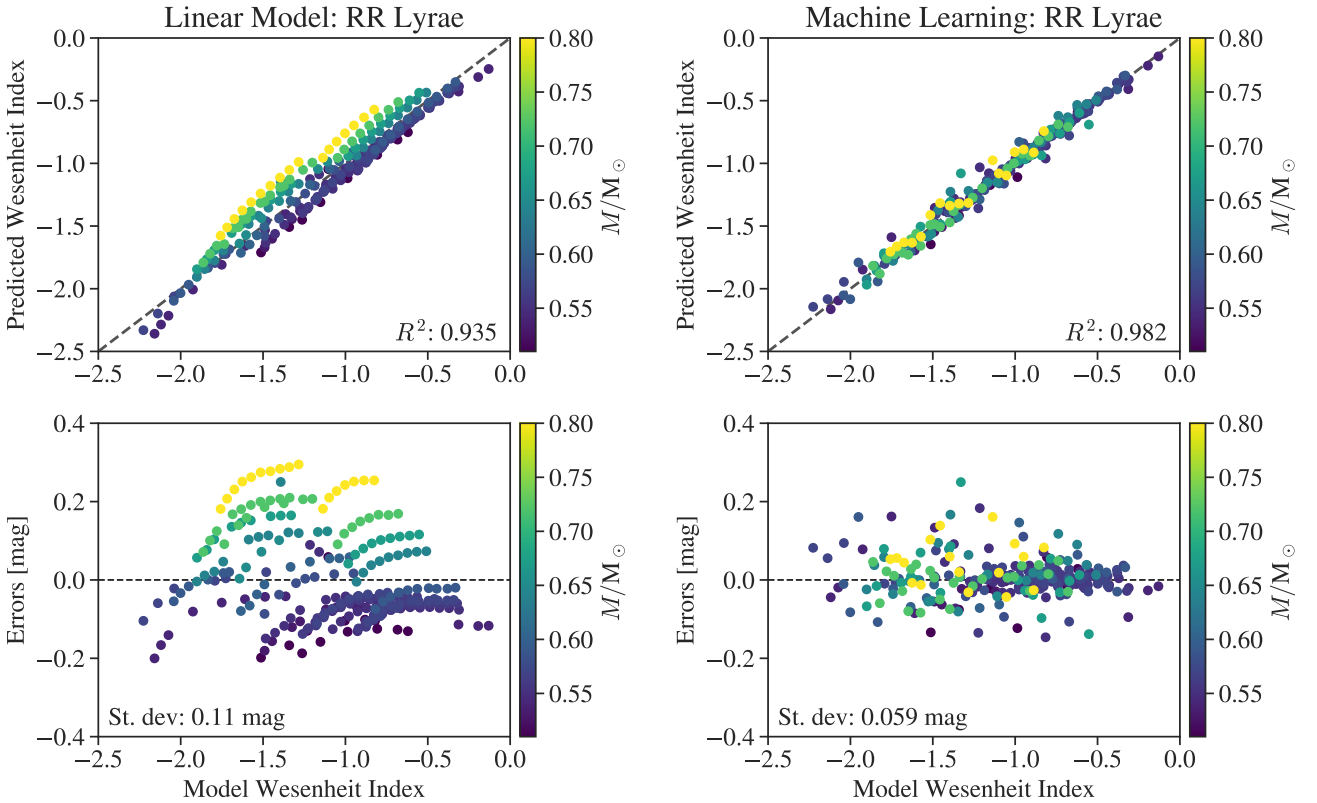 Linear Model: RR Lyrae
Predicted Wesenheit Index
0.0
−0.5
−1.0
−1.5
−2.0
−2.5
R²: 0.935
−2.5 −2.0 −1.5 −1.0 −0.5 0.0
0.80
0.75
0.70
0.65
0.60
0.55
M/M⊙
Machine Learning: RR Lyrae
Predicted Wesenheit Index
0.0
−0.5
−1.0
−1.5
−2.0
−2.5
R²: 0.982
−2.5 −2.0 −1.5 −1.0 −0.5 0.0
0.80
0.75
0.70
0.65
0.60
0.55
M/M⊙
Errors [mag]
0.4
0.2
0.0
−0.2
−0.4
St. dev: 0.11 mag
−2.5 −2.0 −1.5 −1.0 −0.5 0.0
Model Wesenheit Index
0.80
0.75
0.70
0.65
0.60
0.55
M/M⊙
Errors [mag]
0.4
0.2
0.0
−0.2
−0.4
St. dev: 0.059 mag
−2.5 −2.0 −1.5 −1.0 −0.5 0.0
Model Wesenheit Index
0.80
0.75
0.70
0.65
0.60
0.55
M/M⊙